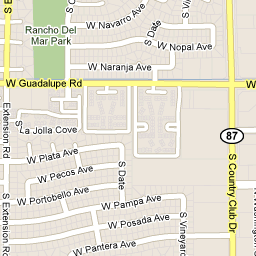 W Navarro Ave
S Date
Rancho Del
Mar Park
W Nopal Ave
W Naranja Ave
W Guadalupe Rd
W
S
La Jolla Cove
87
W Plata Ave
W Pecos Ave
S Date
W Portobello Ave
W Pampa Ave
W Posada Ave
W Pantera Ave
S Extension Rd
Extension Rd
S Country Club Dr
S Vineyard